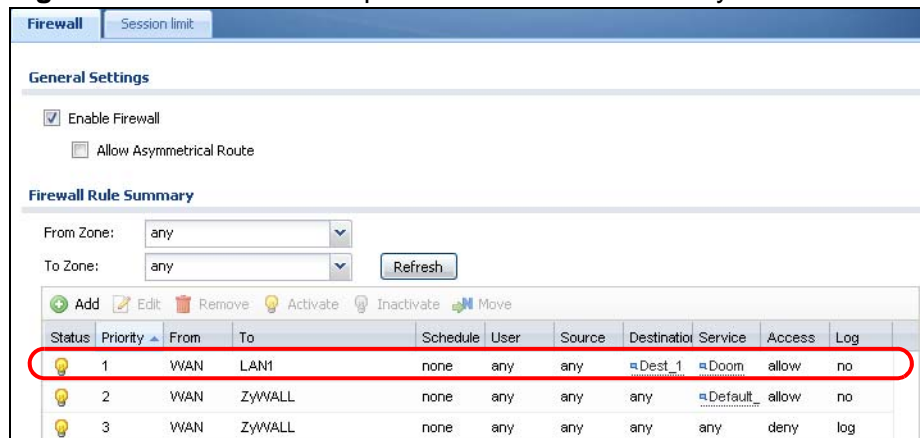 Firewall Session limit
General Settings
Enable Firewall
Allow Asymmetrical Route
Firewall Rule Summary
From Zone: any
To Zone: any Refresh
Add Edit Remove Activate Inactivate Move
Status Priority From To Schedule User Source Destination Service Access Log
1 WAN LAN1 none any any Dest_1 Doom allow no
2 WAN ZyWALL none any any any Default_ allow no
3 WAN ZyWALL none any any any any deny log